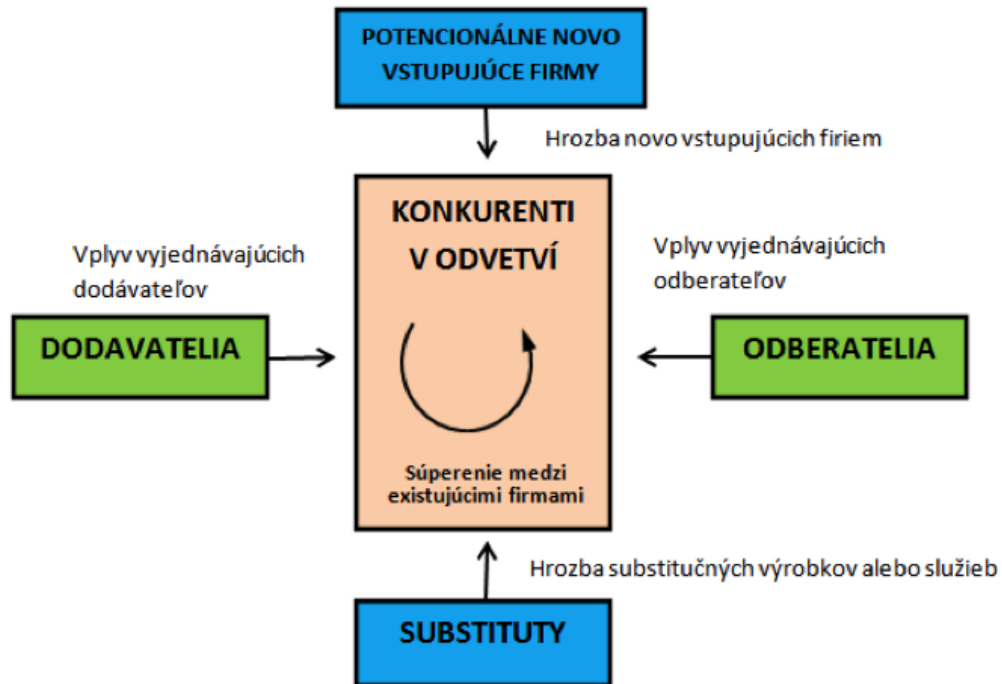 POTENCIONÁLNE NOVO
VSTUPUJÚCE FIRMY
Hrozba novo vstupujúcich firiem
KONKURENTI
V ODVETVÍ
Vplyv vyjednávajúcich
dodávateľov
Vplyv vyjednávajúcich
odberateľov
DODAVATELIA
ODBERATELIA
Súperenie medzi
existujúcimi firmami
Hrozba substitučných výrobkov alebo služieb
SUBSTITUTY